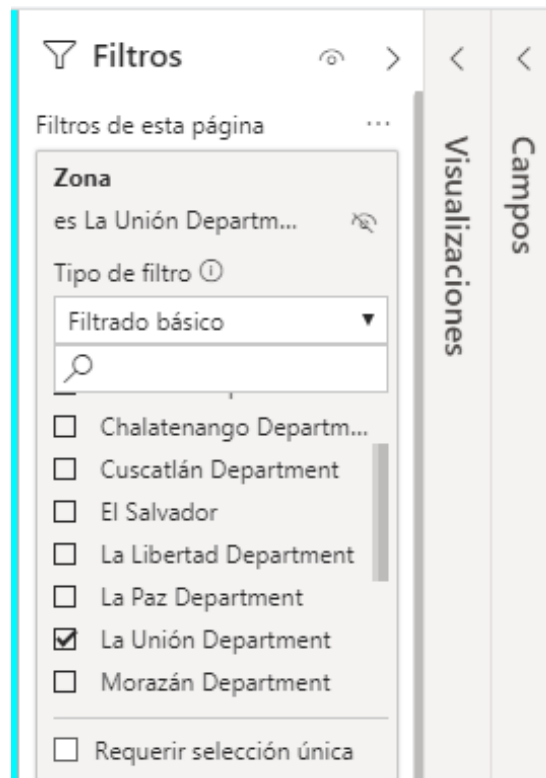 Filtros
Filtros de esta página
Zona
es La Unión Departm...
Tipo de filtro
Filtrado básico
Chalatenango Departm...
Cuscatlán Department
El Salvador
La Libertad Department
La Paz Department
La Unión Department
Morazán Department
Requerir selección única
Visualizaciones
Campos